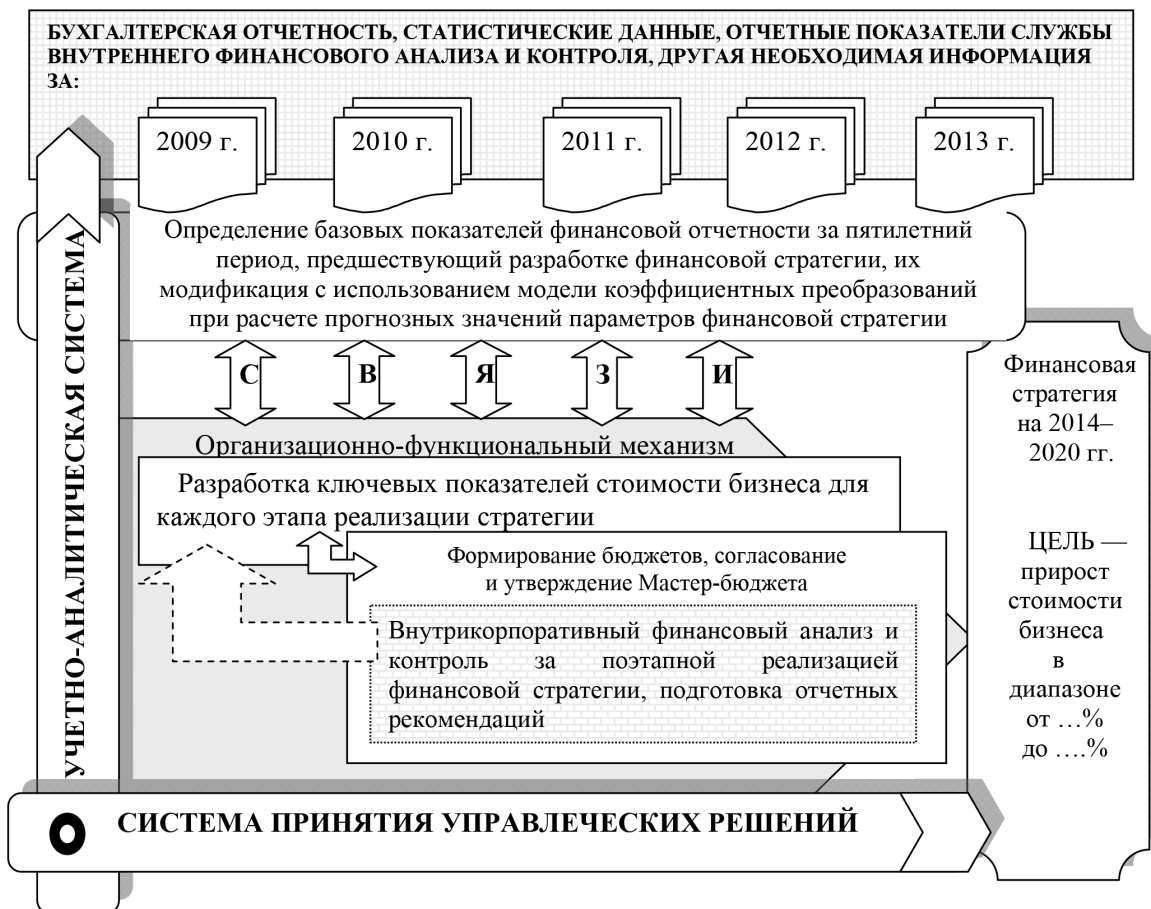 БУХГАЛТЕРСКАЯ ОТЧЕТНОСТЬ, СТАТИСТИЧЕСКИЕ ДАННЫЕ, ОТЧЕТНЫЕ ПОКАЗАТЕЛИ СЛУЖБЫ
ВНУТРЕННЕГО ФИНАНСОВОГО АНАЛИЗА И КОНТРОЛЯ, ДРУГАЯ НЕОБХОДИМАЯ ИНФОРМАЦИЯ
ЗА:
2009 г.
2010 г.
2011 г.
2012 г.
2013 г.
УЧЕТНО-АНАЛИТИЧЕСКАЯ СИСТЕМА
Определение базовых показателей финансовой отчетности за пятилетний
период, предшествующий разработке финансовой стратегии, их
модификация с использованием модели коэффициентных преобразований
при расчете прогнозных значений параметров финансовой стратегии
С В Я З И
Организационно-функциональный механизм
Разработка ключевых показателей стоимости бизнеса для
каждого этапа реализации стратегии
Формирование бюджетов, согласование
и утверждение Мастер-бюджета
Внутрикорпоративный финансовый анализ и
контроль за поэтапной реализацией
финансовой стратегии, подготовка отчетных
рекомендаций
Финансовая
стратегия
на 2014–
2020 гг.
ЦЕЛЬ —
прирост
стоимости
бизнеса
в
диапазоне
от …%
до ….%
СИСТЕМА ПРИНЯТИЯ УПРАВЛЕЧЕСКИХ РЕШЕНИЙ